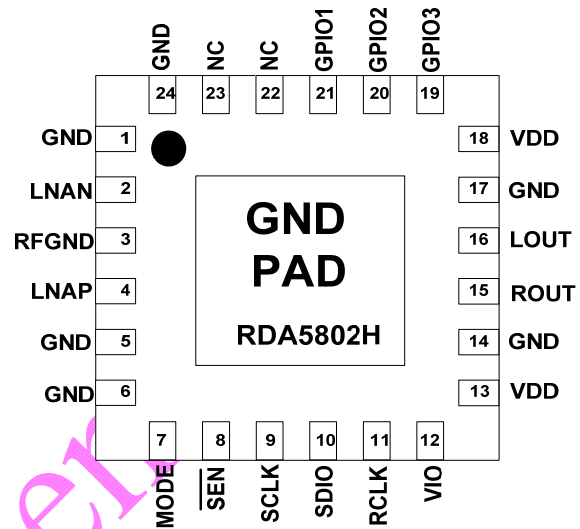 GND
NC
NC
GPIO1
GPIO2
GPIO3
24
23
22
21
20
19
GND 1
18 VDD
LNAN 2
17 GND
RFGND 3
16 LOUT
LNAP 4
15 ROUT
GND 5
14 GND
GND 6
13 VDD
GND
PAD
RDA5802H
7
8
9
10
11
12
MODE
SEN
SCLK
SDIO
RCLK
VIO